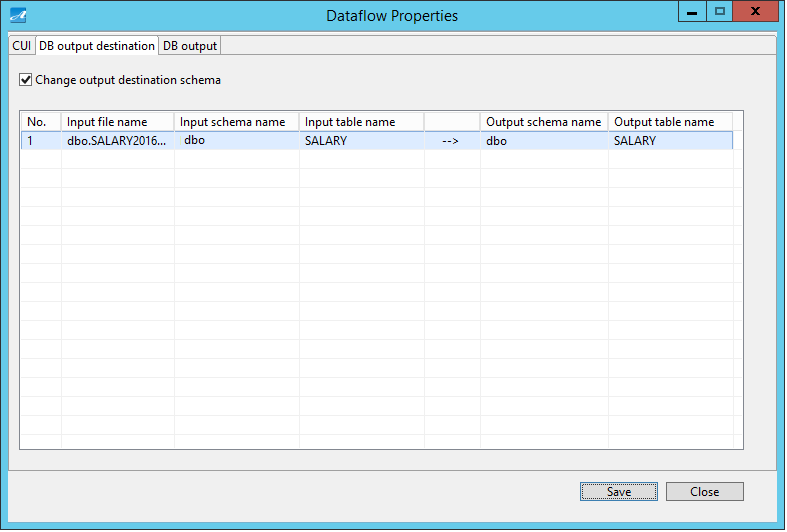 Dataflow Properties
CUI DB output destination DB output
Change output destination schema
No. Input file name Input schema name Input table name Output schema name Output table name
1 dbo.SALARY2016... dbo SALARY --> dbo SALARY
Save Close